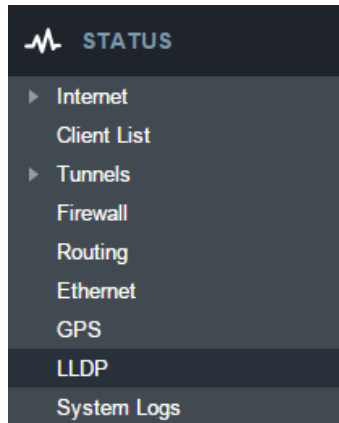 STATUS
Internet
Client List
Tunnels
Firewall
Routing
Ethernet
GPS
LLDP
System Logs